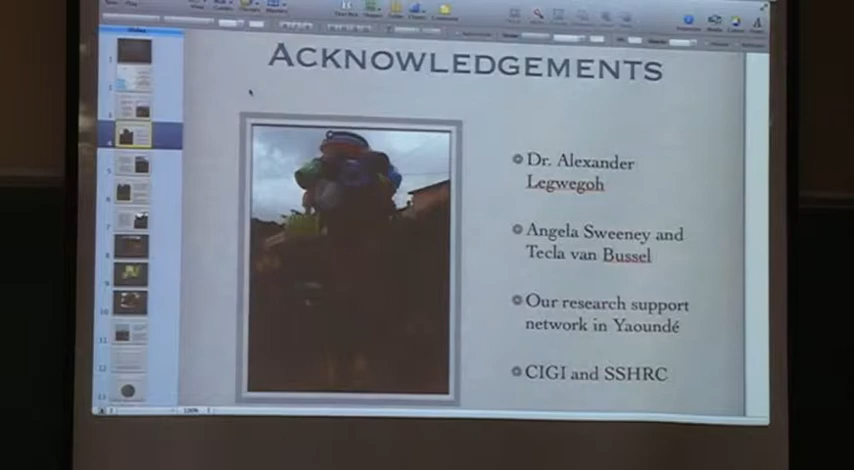 Slides
ACKNOWLEDGEMENTS
Dr. Alexander
Legwegoh
Angela Sweeney and
Tecla van Bussel
Our research support
network in Yaoundé
CIGI and SSHRC